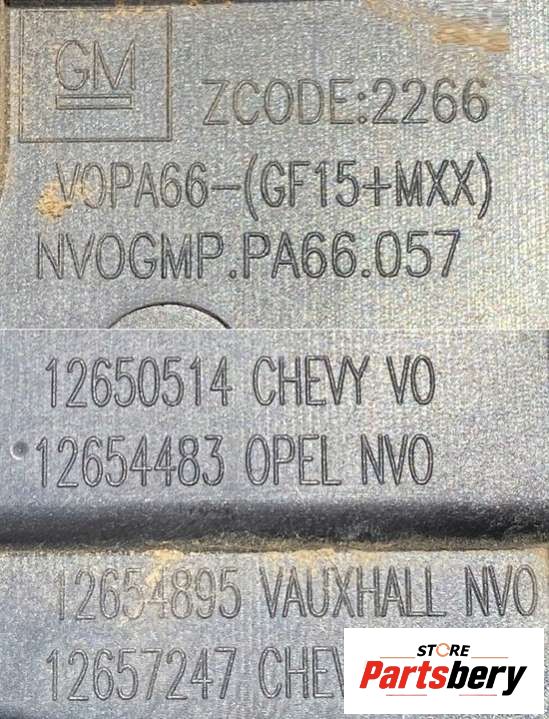 GM
ZCODE:2266
VOPA66-(GF15+MXX)
NVOGMP.PA66.057
12650514 CHEVY VO
12654483 OPEL NVO
12654895 VAUXHALL NVO
12657247
STORE
Partsbery